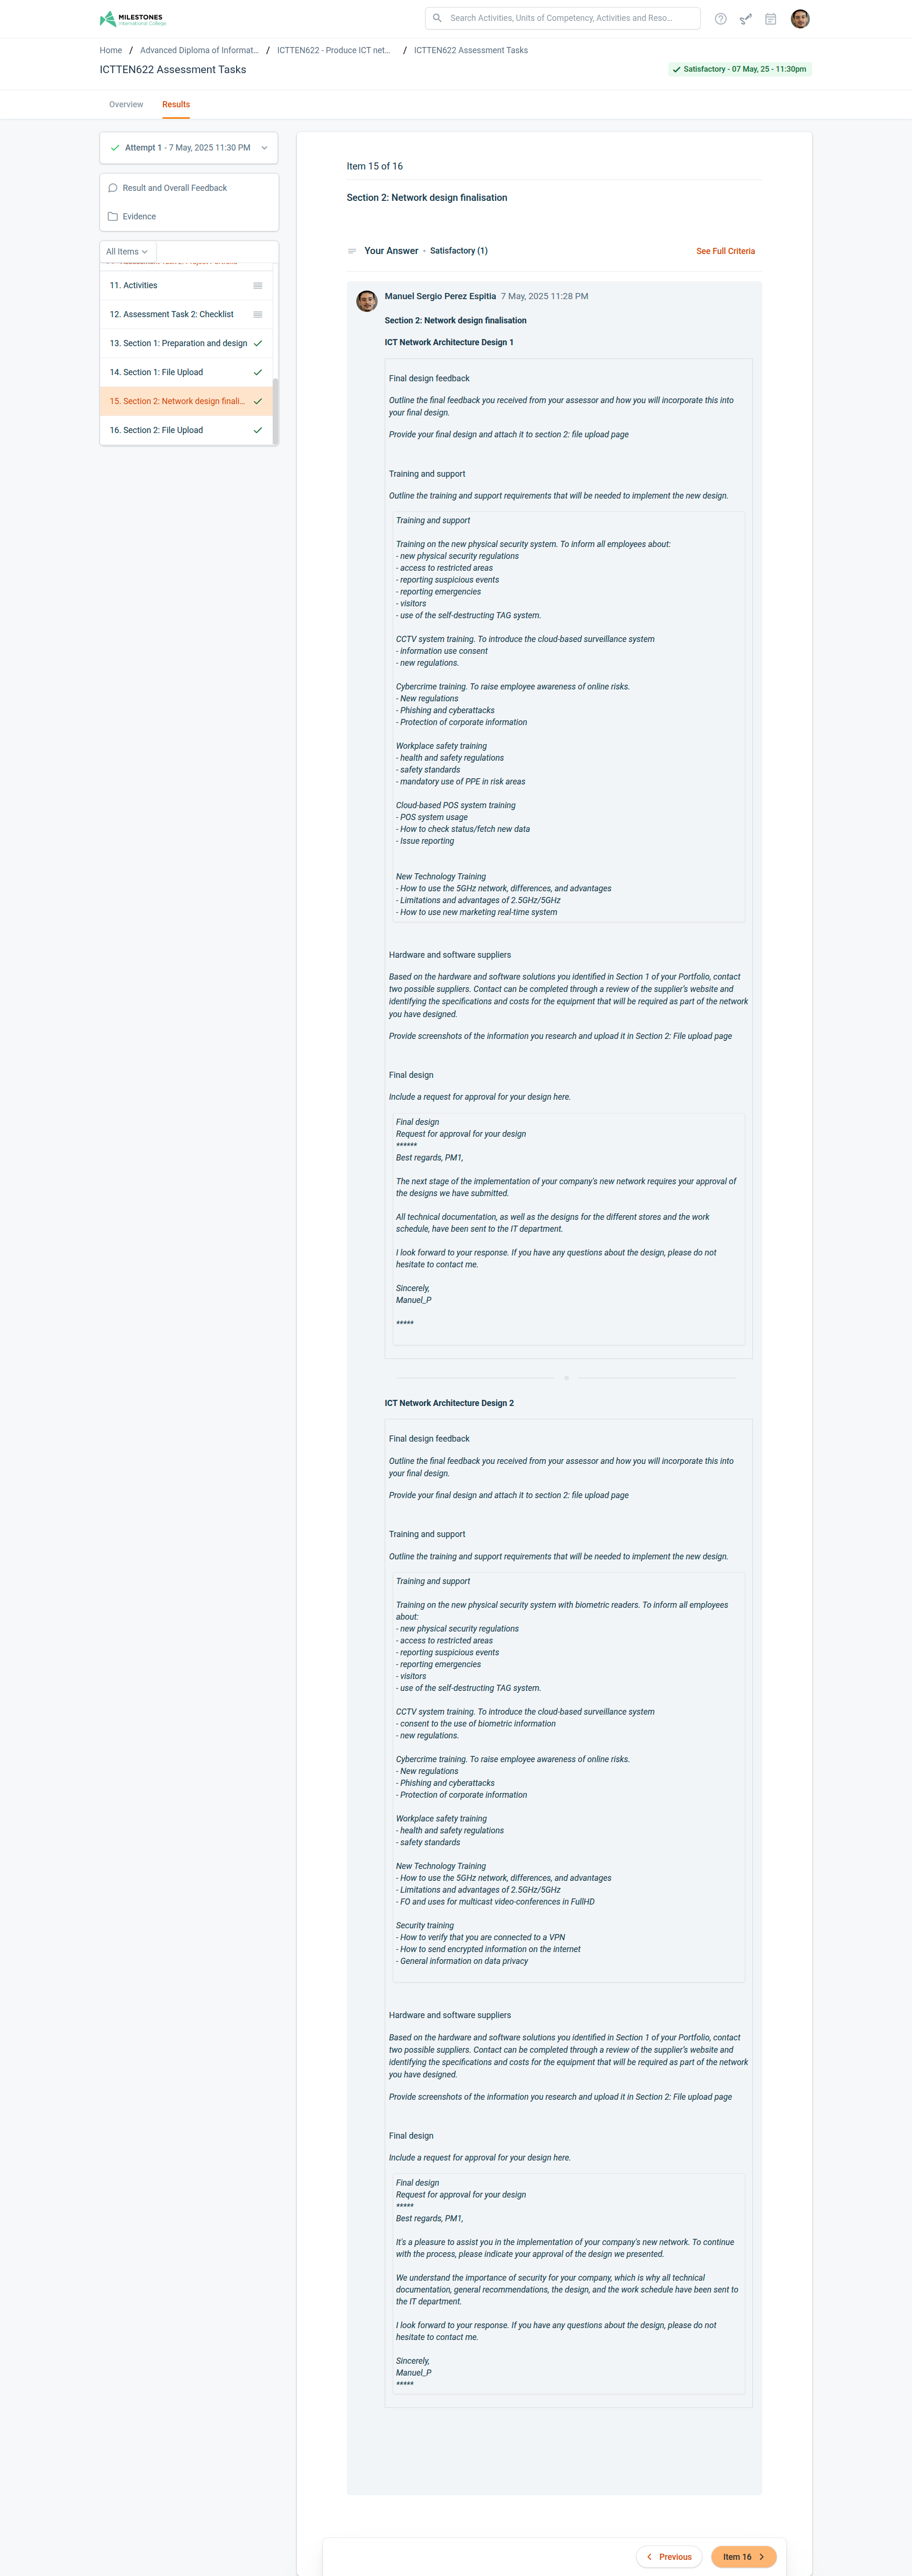 MILESTONES
International College
Search Activities, Units of Competency, Activities and Reso...
Home / Advanced Diploma of Informat... / ICTTEN622 - Produce ICT net... / ICTTEN622 Assessment Tasks
ICTTEN622 Assessment Tasks
Satisfactory - 07 May, 25 - 11:30pm
Overview
Results
Attempt 1 - 7 May, 2025 11:30 PM
Result and Overall Feedback
Evidence
All Items
11. Activities
12. Assessment Task 2: Checklist
13. Section 1: Preparation and design
14. Section 1: File Upload
15. Section 2: Network design finali...
16. Section 2: File Upload
Item 15 of 16
Section 2: Network design finalisation
Your Answer • Satisfactory (1)
See Full Criteria
Manuel Sergio Perez Espitia 7 May, 2025 11:28 PM
Section 2: Network design finalisation
ICT Network Architecture Design 1
Final design feedback
Outline the final feedback you received from your assessor and how you will incorporate this into
your final design.
Provide your final design and attach it to section 2: file upload page
Training and support
Outline the training and support requirements that will be needed to implement the new design.
Training and support
Training on the new physical security system. To inform all employees about:
- new physical security regulations
- access to restricted areas
- reporting suspicious events
- reporting emergencies
- visitors
- use of the self-destructing TAG system.
CCTV system training. To introduce the cloud-based surveillance system
- information use consent
- new regulations.
Cybercrime training. To raise employee awareness of online risks.
- New regulations
- Phishing and cyberattacks
- Protection of corporate information
Workplace safety training
- health and safety regulations
- safety standards
- mandatory use of PPE in risk areas
Cloud-based POS system training
- POS system usage
- How to check status/fetch new data
- Issue reporting
New Technology Training
- How to use the 5GHz network, differences, and advantages
- Limitations and advantages of 2.5GHz/5GHz
- How to use new marketing real-time system
Hardware and software suppliers
Based on the hardware and software solutions you identified in Section 1 of your Portfolio, contact
two possible suppliers. Contact can be completed through a review of the supplier's website and
identifying the specifications and costs for the equipment that will be required as part of the network
you have designed.
Provide screenshots of the information you research and upload it in Section 2: File upload page
Final design
Include a request for approval for your design here.
Final design
Request for approval for your design
******
Best regards, PM1,
The next stage of the implementation of your company's new network requires your approval of
the designs we have submitted.
All technical documentation, as well as the designs for the different stores and the work
schedule, have been sent to the IT department.
I look forward to your response. If you have any questions about the design, please do not
hesitate to contact me.
Sincerely,
Manuel_P
*****
ICT Network Architecture Design 2
Final design feedback
Outline the final feedback you received from your assessor and how you will incorporate this into
your final design.
Provide your final design and attach it to section 2: file upload page
Training and support
Outline the training and support requirements that will be needed to implement the new design.
Training and support
Training on the new physical security system with biometric readers. To inform all employees
about:
- new physical security regulations
- access to restricted areas
- reporting suspicious events
- reporting emergencies
- visitors
- use of the self-destructing TAG system.
CCTV system training. To introduce the cloud-based surveillance system
- consent to the use of biometric information
- new regulations.
Cybercrime training. To raise employee awareness of online risks.
- New regulations
- Phishing and cyberattacks
- Protection of corporate information
Workplace safety training
- health and safety regulations
- safety standards
New Technology Training
- How to use the 5GHz network, differences, and advantages
- Limitations and advantages of 2.5GHz/5GHz
- FO and uses for multicast video-conferences in FullHD
Security training
- How to verify that you are connected to a VPN
- How to send encrypted information on the internet
- General information on data privacy
Hardware and software suppliers
Based on the hardware and software solutions you identified in Section 1 of your Portfolio, contact
two possible suppliers. Contact can be completed through a review of the supplier's website and
identifying the specifications and costs for the equipment that will be required as part of the network
you have designed.
Provide screenshots of the information you research and upload it in Section 2: File upload page
Final design
Include a request for approval for your design here.
Final design
Request for approval for your design
*****
Best regards, PM1,
It's a pleasure to assist you in the implementation of your company's new network. To continue
with the process, please indicate your approval of the design we presented.
We understand the importance of security for your company, which is why all technical
documentation, general recommendations, the design, and the work schedule have been sent to
the IT department.
I look forward to your response. If you have any questions about the design, please do not
hesitate to contact me.
Sincerely,
Manuel_P
*****
Previous
Item 16